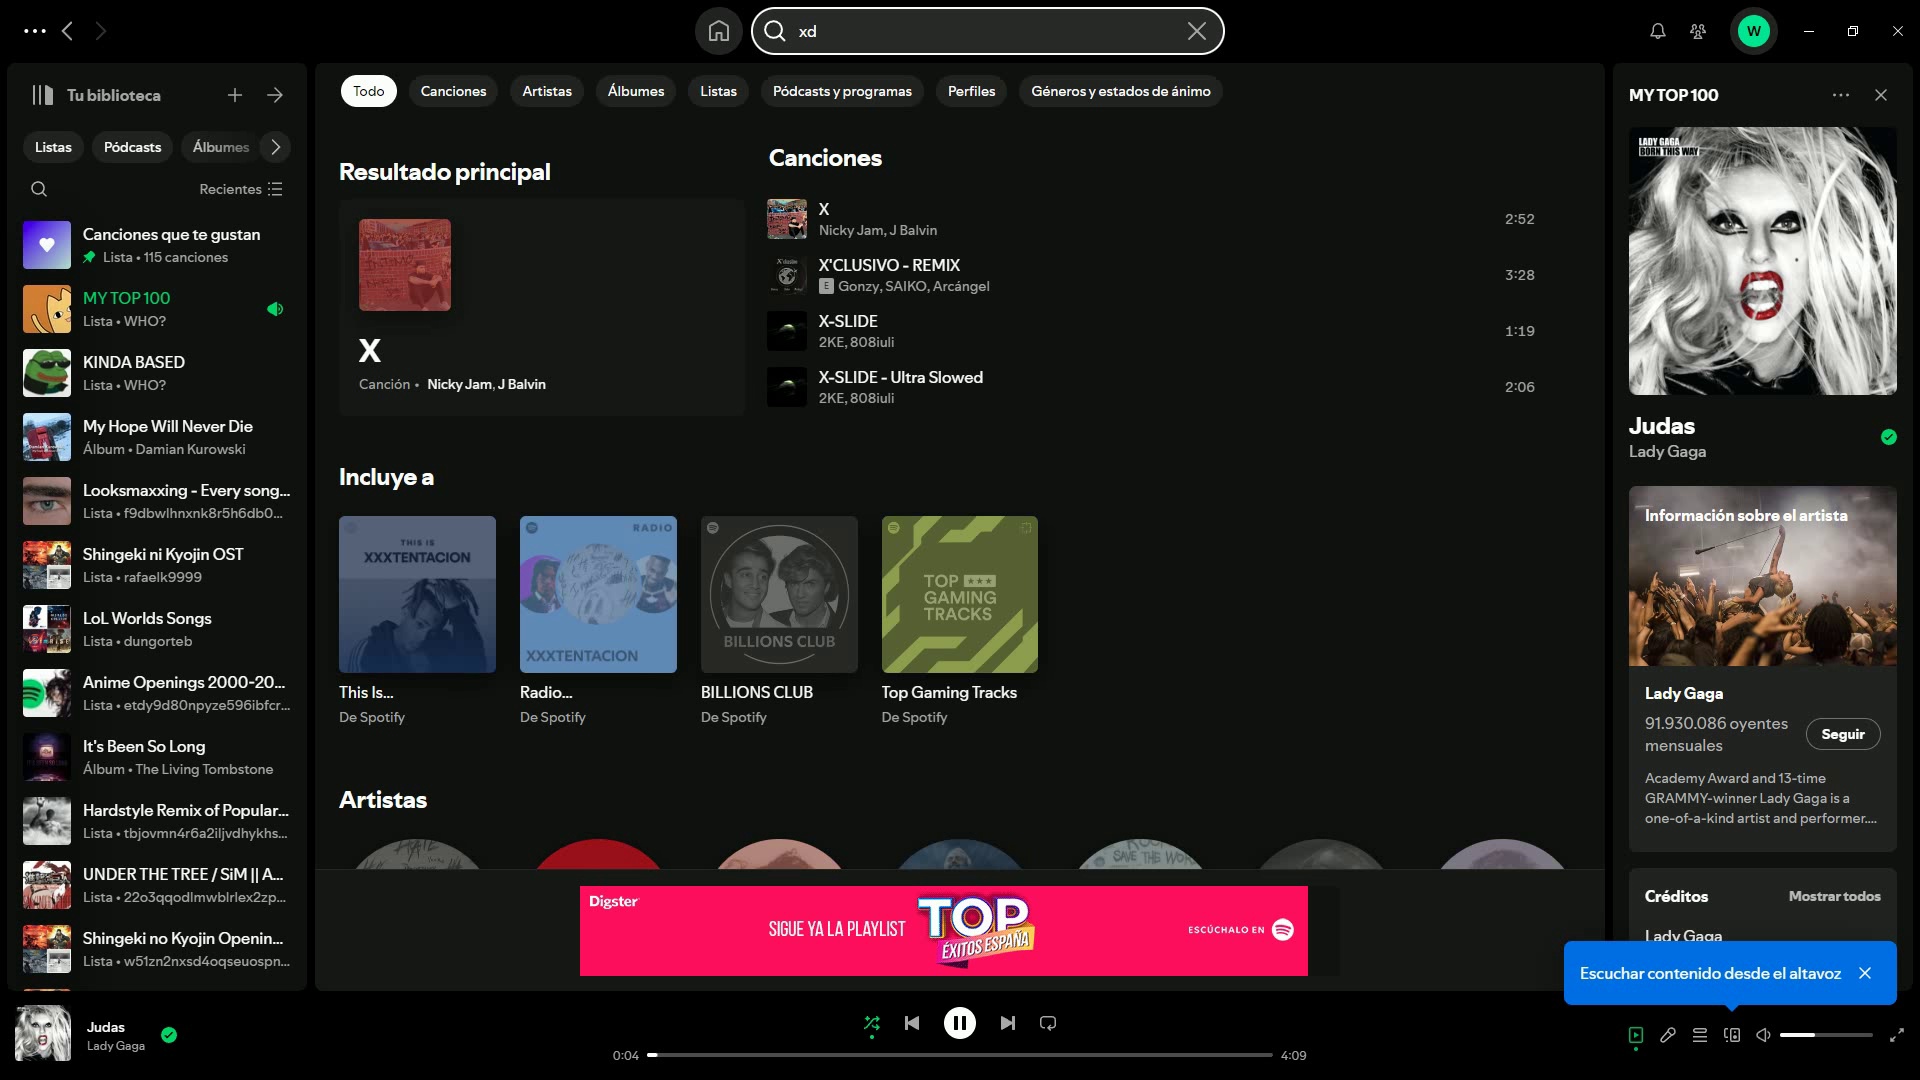 xd
Tu biblioteca
Listas
Pódcasts
Álbumes
Recientes
Canciones que te gustan
Lista • 115 canciones
MY TOP 100
Lista • WHO?
KINDA BASED
Lista • WHO?
My Hope Will Never Die
Álbum • Damian Kurowski
Looksmaxxing - Every song...
Lista • f9dbwlhnxnk8r5h6db0...
Shingeki ni Kyojin OST
Lista • rafaelk9999
LoL Worlds Songs
Lista • dungorteb
Anime Openings 2000-20...
Lista • etdy9d80npyze596ibfcr...
It's Been So Long
Álbum • The Living Tombstone
Hardstyle Remix of Popular...
Lista • tbjovmn4r6a2iljvdhykhs...
UNDER THE TREE / SiM || A...
Lista • 22o3qqodlmwblrlex2zp...
Shingeki no Kyojin Openin...
Lista • w51zn2nxsd4oqseuospn...
Todo
Canciones
Artistas
Álbumes
Listas
Pódcasts y programas
Perfiles
Géneros y estados de ánimo
Resultado principal
X
Canción • Nicky Jam, J Balvin
Canciones
X
Nicky Jam, J Balvin
2:52
X'CLUSIVO - REMIX
E Gonzy, SAIKO, Arcángel
3:28
X-SLIDE
2KE, 808iuli
1:19
X-SLIDE - Ultra Slowed
2KE, 808iuli
2:06
Incluye a
THIS IS
XXXTENTACION
This Is...
De Spotify
RADIO
XXXTENTACION
Radio...
De Spotify
BILLIONS CLUB
BILLIONS CLUB
De Spotify
TOP
GAMING
TRACKS
Top Gaming Tracks
De Spotify
Artistas
SAVE THE WOR
Digster
SIGUE YA LA PLAYLIST
TOP
ÉXITOS ESPAÑA
ESCÚCHALO EN
W
MY TOP 100
LADY GAGA
BORN THIS WAY
Judas
Lady Gaga
Información sobre el artista
Lady Gaga
91.930.086 oyentes
mensuales
Seguir
Academy Award and 13-time
GRAMMY-winner Lady Gaga is a
one-of-a-kind artist and performer....
Créditos
Mostrar todos
Lady Gaga
Escuchar contenido desde el altavoz
Judas
Lady Gaga
0:04
4:09